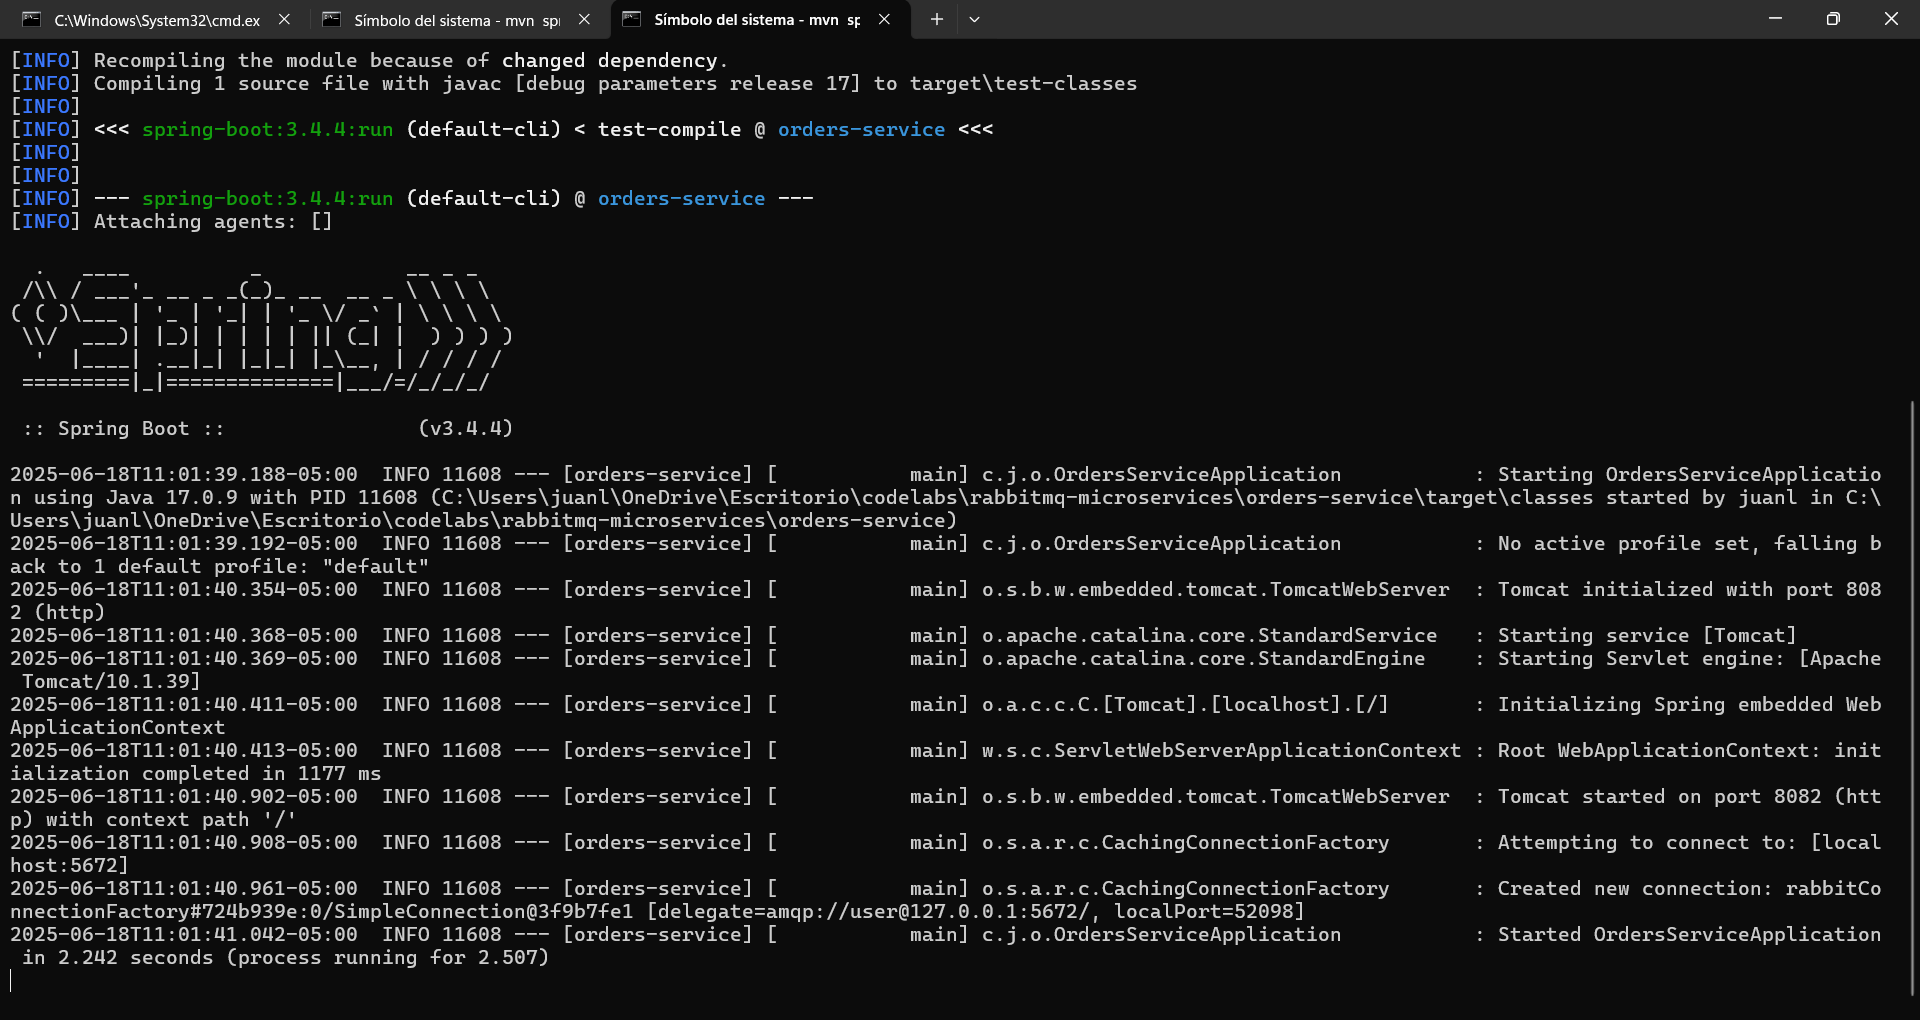 C:\Windows\System32\cmd.ex
Símbolo del sistema - mvn  spi
Símbolo del sistema - mvn  sp
[INFO] Recompiling the module because of changed dependency.
[INFO] Compiling 1 source file with javac [debug parameters release 17] to target\test-classes
[INFO]
[INFO] <<< spring-boot:3.4.4:run (default-cli) < test-compile @ orders-service <<<
[INFO]
[INFO]
[INFO] --- spring-boot:3.4.4:run (default-cli) @ orders-service ---
[INFO] Attaching agents: []
  .   ____          _            __ _ _
 /\\ / ___'_ __ _ _(_)_ __  __ _ \ \ \ \
( ( )\___ | '_ | '_| | '_ \/ _` | \ \ \ \
 \\/  ___)| |_)| | | | | || (_| |  ) ) ) )
  '  |____| .__|_| |_|_| |_\__, | / / / /
 =========|_|==============|___/=/_/_/_/
 :: Spring Boot ::                (v3.4.4)
2025-06-18T11:01:39.188-05:00  INFO 11608 --- [orders-service] [           main] c.j.o.OrdersServiceApplication           : Starting OrdersServiceApplicatio
n using Java 17.0.9 with PID 11608 (C:\Users\juanl\OneDrive\Escritorio\codelabs\rabbitmq-microservices\orders-service\target\classes started by juanl in C:\
Users\juanl\OneDrive\Escritorio\codelabs\rabbitmq-microservices\orders-service)
2025-06-18T11:01:39.192-05:00  INFO 11608 --- [orders-service] [           main] c.j.o.OrdersServiceApplication           : No active profile set, falling b
ack to 1 default profile: "default"
2025-06-18T11:01:40.354-05:00  INFO 11608 --- [orders-service] [           main] o.s.b.w.embedded.tomcat.TomcatWebServer  : Tomcat initialized with port 808
2 (http)
2025-06-18T11:01:40.368-05:00  INFO 11608 --- [orders-service] [           main] o.apache.catalina.core.StandardService   : Starting service [Tomcat]
2025-06-18T11:01:40.369-05:00  INFO 11608 --- [orders-service] [           main] o.apache.catalina.core.StandardEngine    : Starting Servlet engine: [Apache
 Tomcat/10.1.39]
2025-06-18T11:01:40.411-05:00  INFO 11608 --- [orders-service] [           main] o.a.c.c.C.[Tomcat].[localhost].[/]       : Initializing Spring embedded Web
ApplicationContext
2025-06-18T11:01:40.413-05:00  INFO 11608 --- [orders-service] [           main] w.s.c.ServletWebServerApplicationContext : Root WebApplicationContext: init
ialization completed in 1177 ms
2025-06-18T11:01:40.902-05:00  INFO 11608 --- [orders-service] [           main] o.s.b.w.embedded.tomcat.TomcatWebServer  : Tomcat started on port 8082 (htt
p) with context path '/'
2025-06-18T11:01:40.908-05:00  INFO 11608 --- [orders-service] [           main] o.s.a.r.c.CachingConnectionFactory       : Attempting to connect to: [local
host:5672]
2025-06-18T11:01:40.961-05:00  INFO 11608 --- [orders-service] [           main] o.s.a.r.c.CachingConnectionFactory       : Created new connection: rabbitCo
nnectionFactory#724b939e:0/SimpleConnection@3f9b7fe1 [delegate=amqp://user@127.0.0.1:5672/, localPort=52098]
2025-06-18T11:01:41.042-05:00  INFO 11608 --- [orders-service] [           main] c.j.o.OrdersServiceApplication           : Started OrdersServiceApplication
 in 2.242 seconds (process running for 2.507)